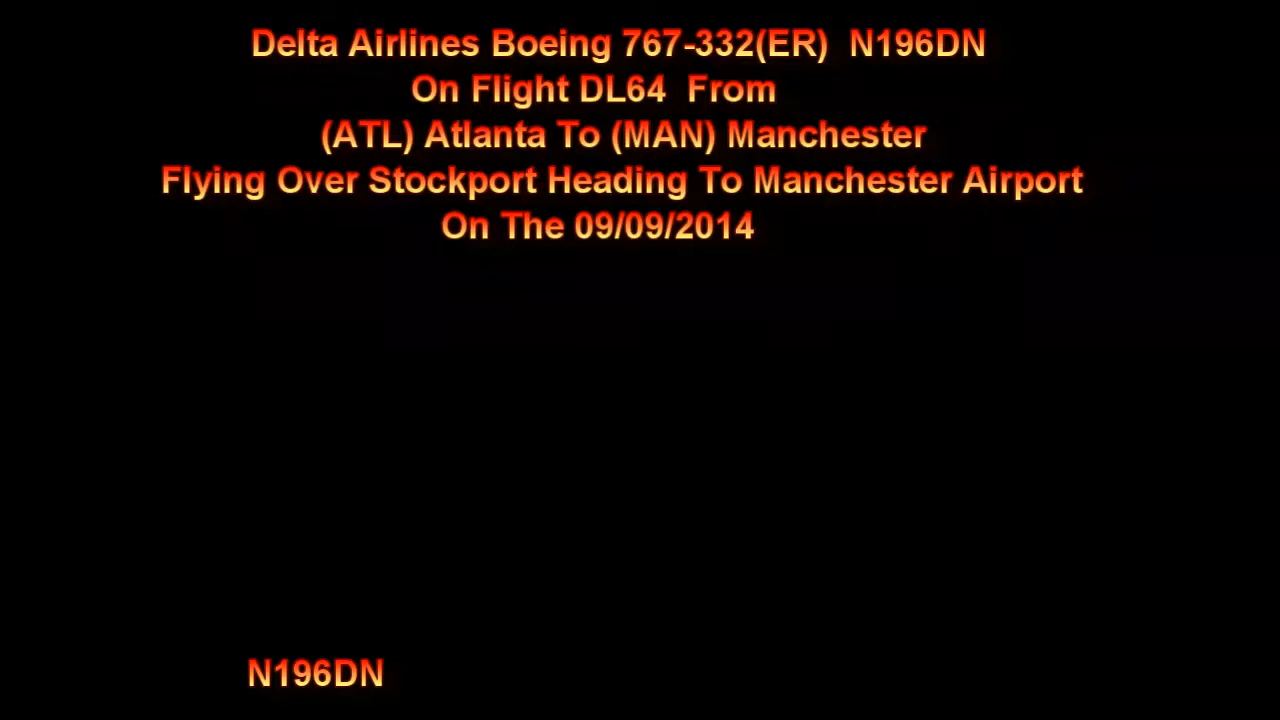 Delta Airlines Boeing 767-332(ER)  N196DN
On Flight DL64  From
(ATL) Atlanta To (MAN) Manchester
Flying Over Stockport Heading To Manchester Airport
On The 09/09/2014
N196DN